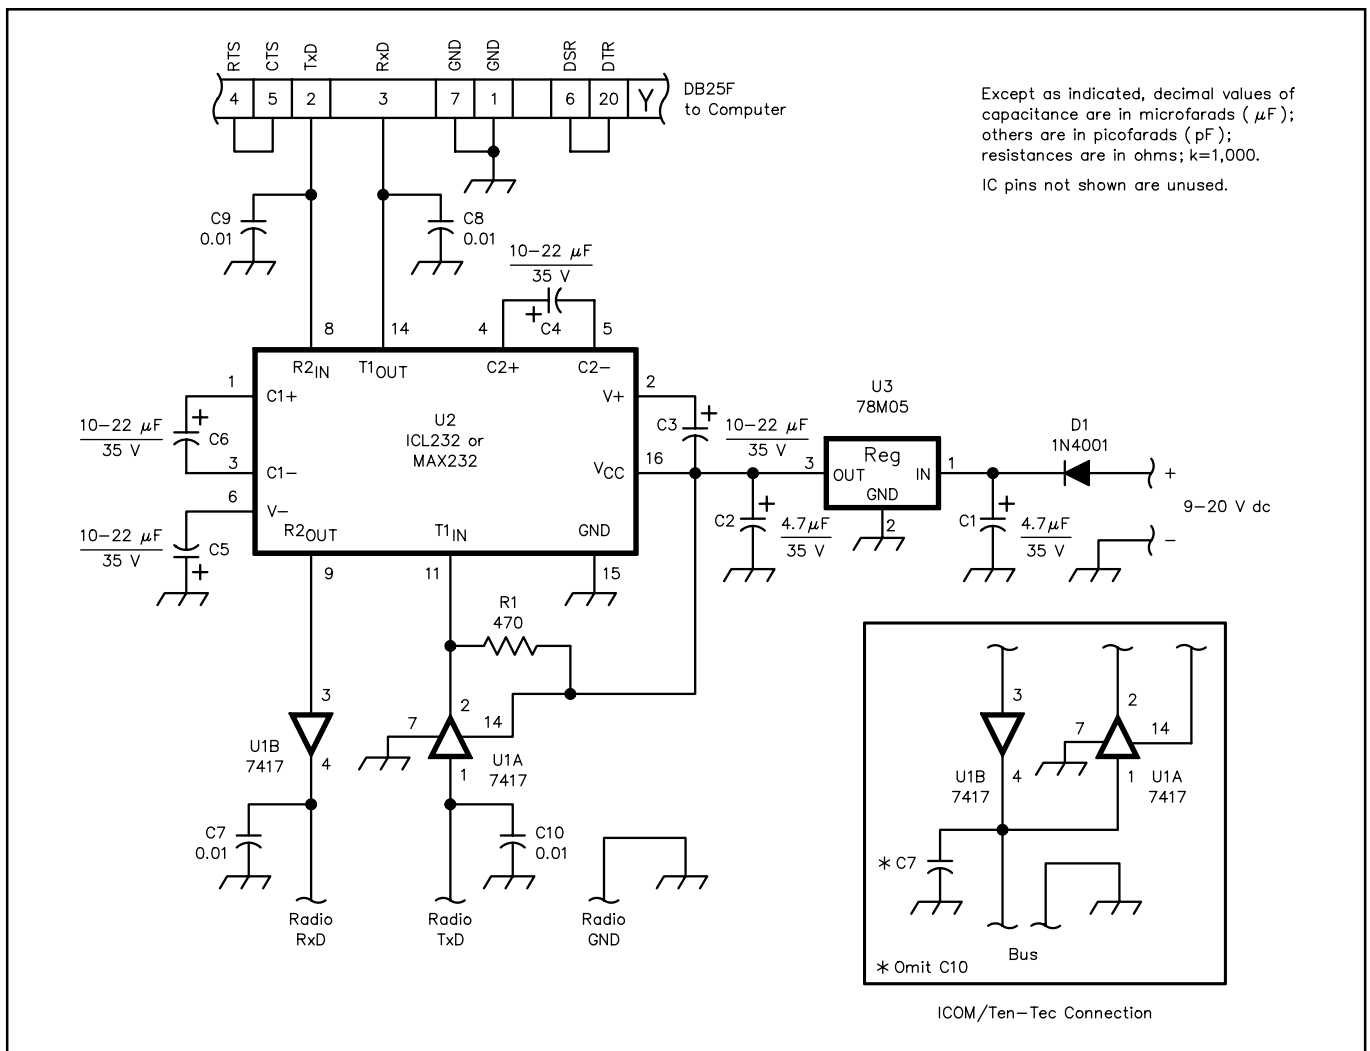 RTS
CTS
TxD
RxD
GND
GND
DSR
DTR
4
5
2
3
7
1
6
20
Y
DB25F
to Computer
Except as indicated, decimal values of
capacitance are in microfarads ( μF );
others are in picofarads ( pF );
resistances are in ohms; k=1,000.
IC pins not shown are unused.
C9
0.01
C8
0.01
10–22 μF
35 V
+
C4
8
14
4
5
R2IN
T1OUT
C2+
C2–
1
C1+
+
10–22 μF
35 V
C6
3
C1–
6
V–
10–22 μF
35 V
C5
+
U2
ICL232 or
MAX232
V+
2
C3
+
10–22 μF
35 V
VCC
16
R2OUT
T1IN
GND
9
11
15
U3
78M05
Reg
OUT
IN
GND
3
1
2
D1
1N4001
+
9–20 V dc
–
C2
+
4.7μF
35 V
C1
+
4.7μF
35 V
R1
470
3
U1B
7417
4
7
2
14
U1A
7417
1
C7
0.01
C10
0.01
Radio
RxD
Radio
TxD
Radio
GND
3
U1B
7417
4
7
2
14
1
U1A
7417
* C7
Bus
* Omit C10
ICOM/Ten–Tec Connection